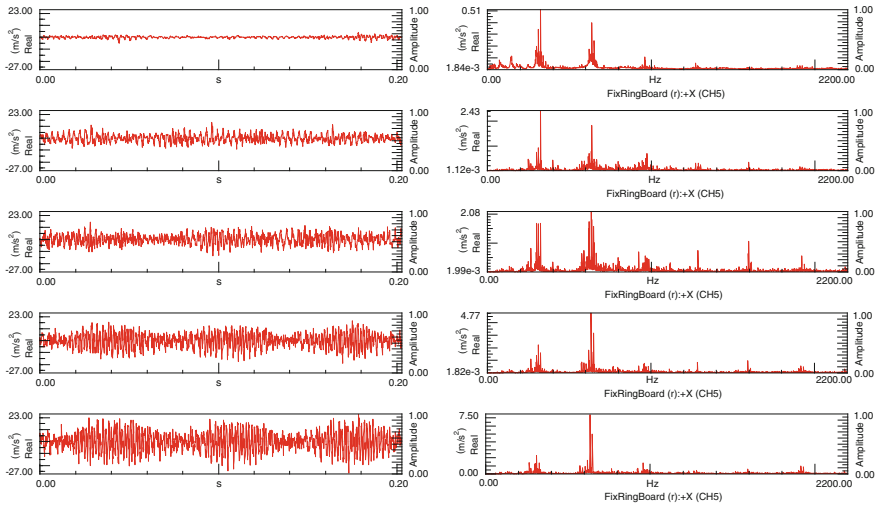 23.00
(m/s²)
Real
-27.00
0.00
s
0.20
1.00
Amplitude
0.00
0.51
(m/s²)
Real
1.84e-3
0.00
Hz
2200.00
1.00
Amplitude
0.00
FixRingBoard (r):+X (CH5)
23.00
(m/s²)
Real
-27.00
0.00
s
0.20
1.00
Amplitude
0.00
2.43
(m/s²)
Real
1.12e-3
0.00
Hz
2200.00
1.00
Amplitude
0.00
FixRingBoard (r):+X (CH5)
23.00
(m/s²)
Real
-27.00
0.00
s
0.20
1.00
Amplitude
0.00
2.08
(m/s²)
Real
1.99e-3
0.00
Hz
2200.00
1.00
Amplitude
0.00
FixRingBoard (r):+X (CH5)
23.00
(m/s²)
Real
-27.00
0.00
s
0.20
1.00
Amplitude
0.00
4.77
(m/s²)
Real
1.82e-3
0.00
Hz
2200.00
1.00
Amplitude
0.00
FixRingBoard (r):+X (CH5)
23.00
(m/s²)
Real
-27.00
0.00
s
0.20
1.00
Amplitude
0.00
7.50
(m/s²)
Real
0.00
0.00
Hz
2200.00
1.00
Amplitude
0.00
FixRingBoard (r):+X (CH5)